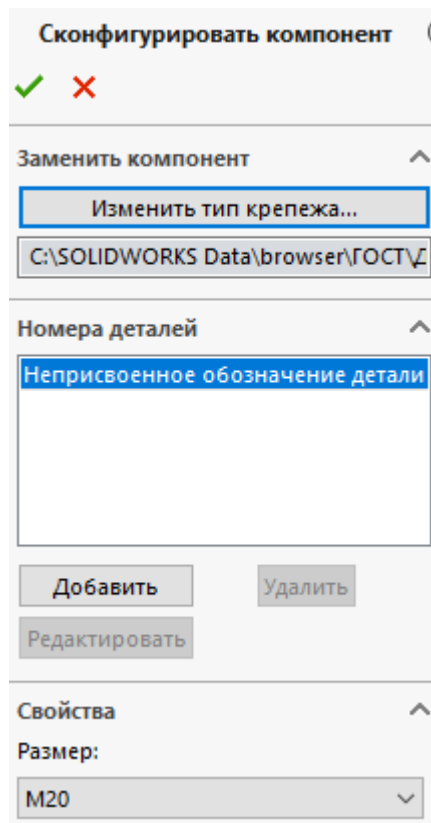 Сконфигурировать компонент
Заменить компонент
Изменить тип крепежа...
C:\SOLIDWORKS Data\browser\ГОСТ\Д
Номера деталей
Неприсвоенное обозначение детали
Добавить
Удалить
Редактировать
Свойства
Размер:
M20